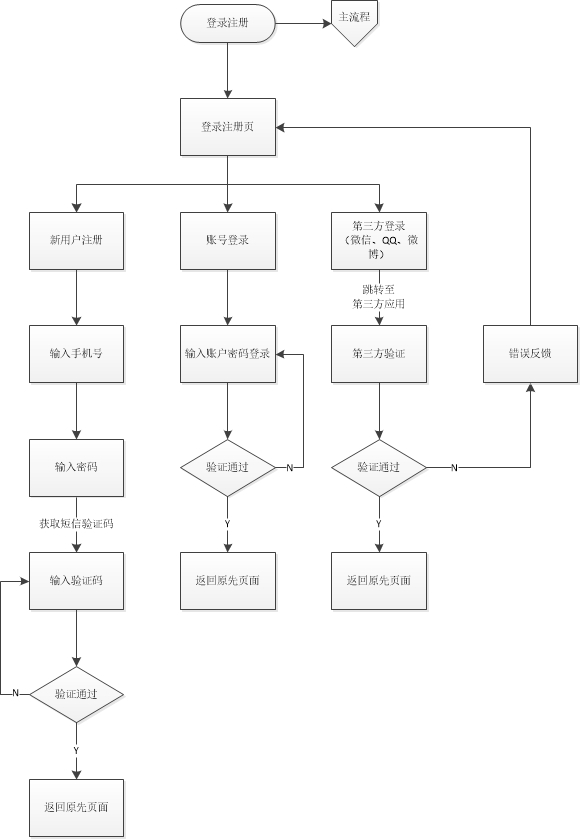 登录注册
主流程
登录注册页
新用户注册
账号登录
第三方登录
（微信、QQ、微
博）
跳转至
第三方应用
输入手机号
输入账户密码登录
第三方验证
错误反馈
输入密码
验证通过
N
验证通过
N
获取短信验证码
Y
Y
输入验证码
返回原先页面
返回原先页面
N
验证通过
Y
返回原先页面